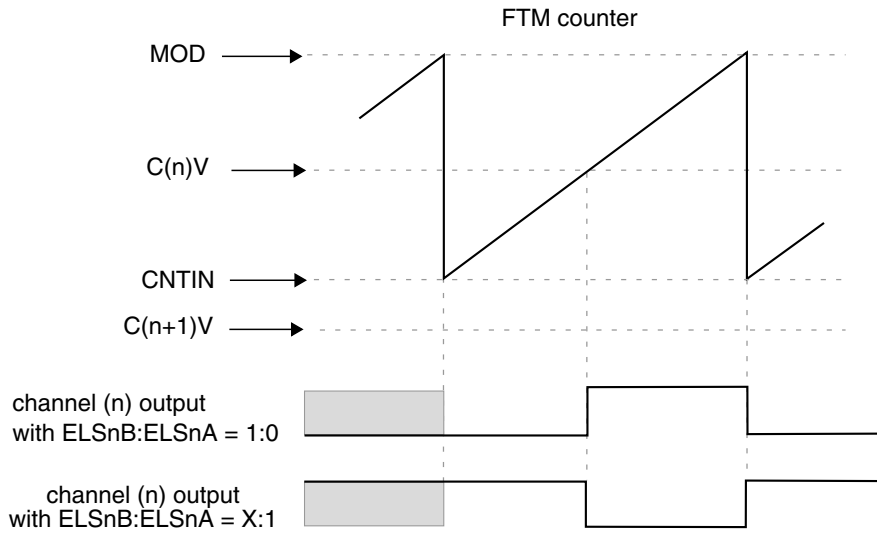 FTM counter
MOD
C(n)V
CNTIN
C(n+1)V
channel (n) output
with ELSnB:ELSnA = 1:0
channel (n) output
with ELSnB:ELSnA = X:1